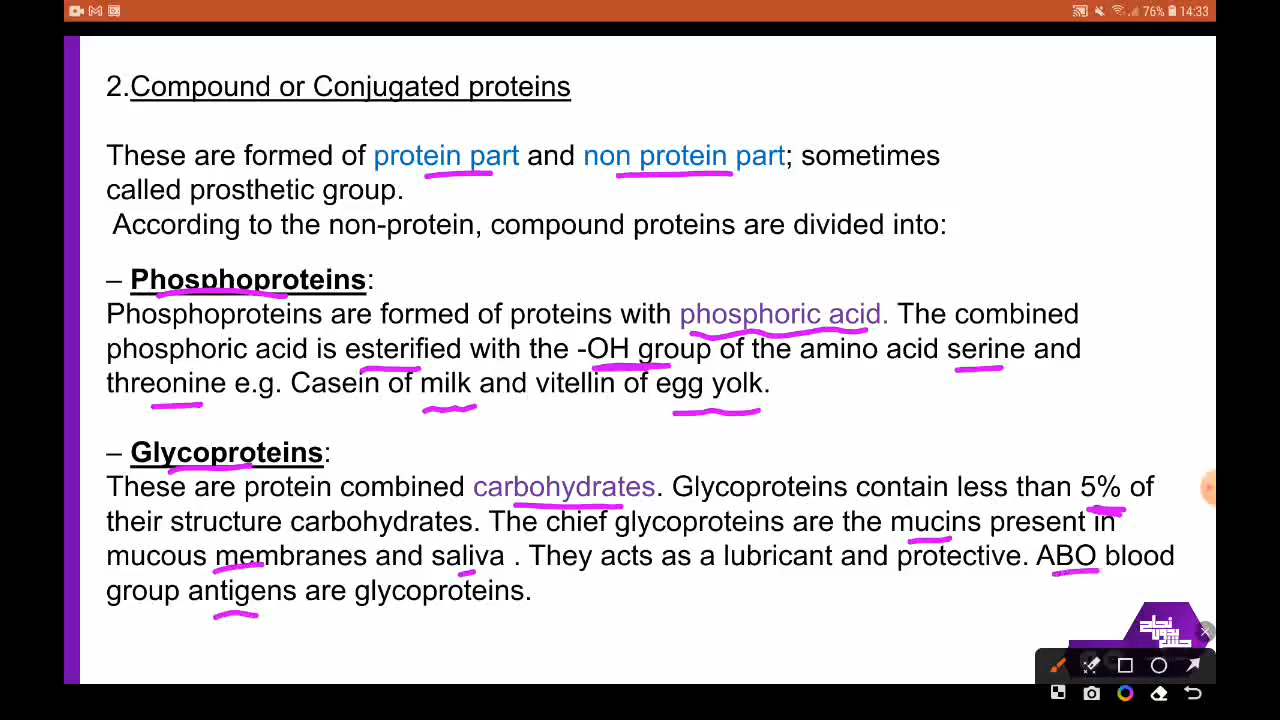 76% 14:33
2.Compound or Conjugated proteins
These are formed of protein part and non protein part; sometimes
called prosthetic group.
According to the non-protein, compound proteins are divided into:
– Phosphoproteins:
Phosphoproteins are formed of proteins with phosphoric acid. The combined
phosphoric acid is esterified with the -OH group of the amino acid serine and
threonine e.g. Casein of milk and vitellin of egg yolk.
– Glycoproteins:
These are protein combined carbohydrates. Glycoproteins contain less than 5% of
their structure carbohydrates. The chief glycoproteins are the mucins present in
mucous membranes and saliva . They acts as a lubricant and protective. ABO blood
group antigens are glycoproteins.
نجاح
بدون